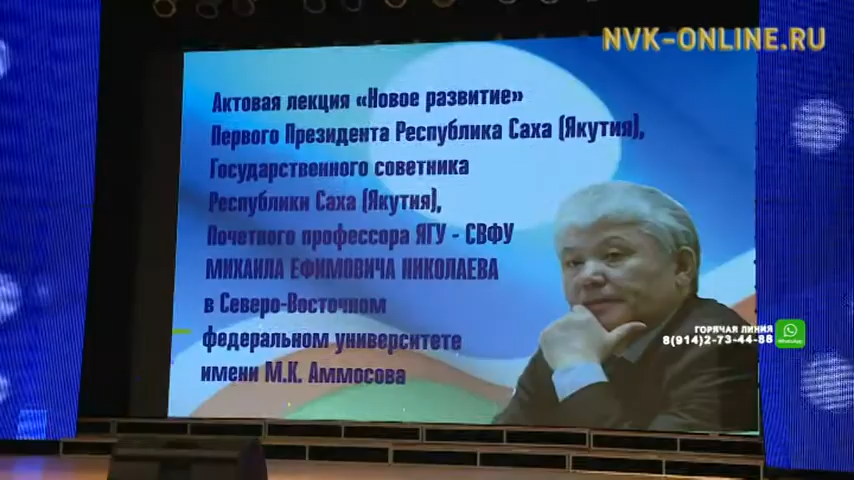 NVK-ONLINE.RU
Актовая лекция «Новое развитие»
Первого Президента Республика Саха (Якутия),
Государственного советника
Республики Саха (Якутия),
Почетного профессора ЯГУ - СВФУ
МИХАИЛА ЕФИМОВИЧА НИКОЛАЕВА
в Северо-Восточном
федеральном университете
имени М.К. Аммосова
ГОРЯЧАЯ ЛИНИЯ
8(914)2-73-44-88
WhatsApp